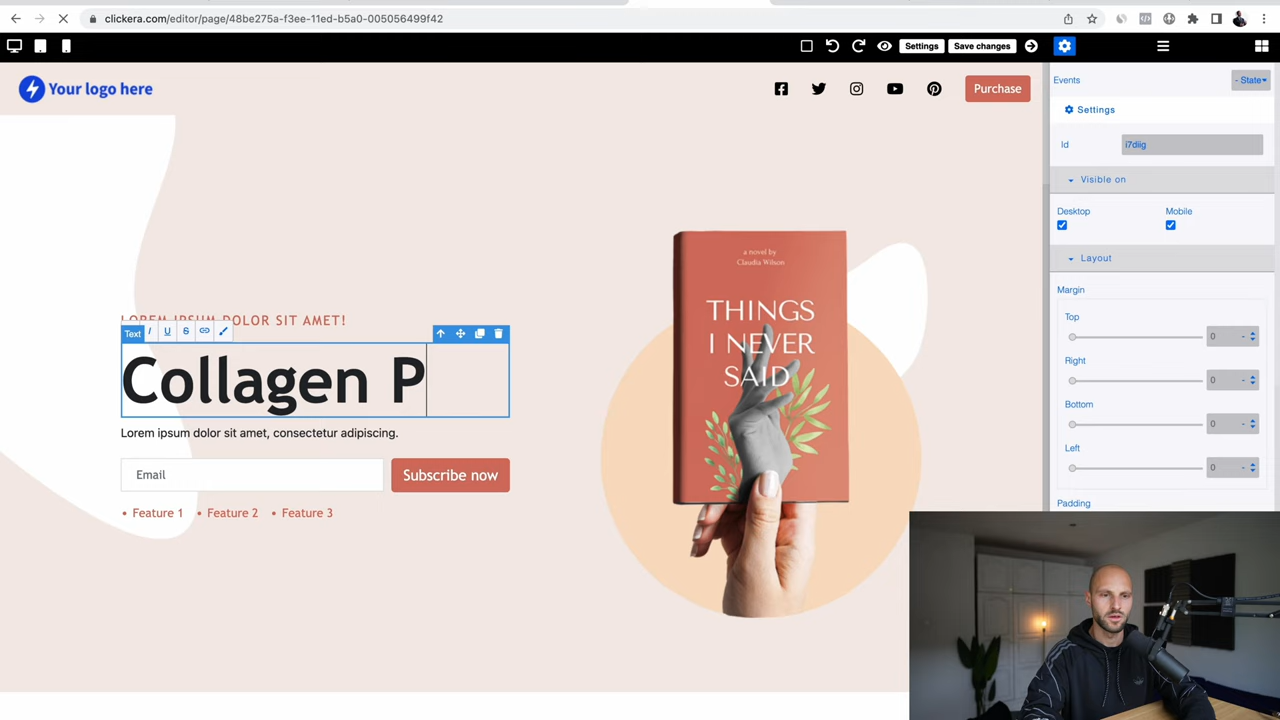 clickera.com/editor/page/48be275a-f3ee-11ed-b5a0-005056499f42
Settings
Save changes
Your logo here
Purchase
Events
- State
Settings
Id
i7diig
Visible on
Desktop
Mobile
Layout
Margin
Top
0 -
Right
0 -
Bottom
0 -
Left
0 -
Padding
LOREM IPSUM DOLOR SIT AMET!
Text
I
U
S
Collagen P
Lorem ipsum dolor sit amet, consectetur adipiscing.
Email
Subscribe now
• Feature 1 • Feature 2 • Feature 3
a novel by
Claudia Wilson
THINGS
I NEVER
SAID